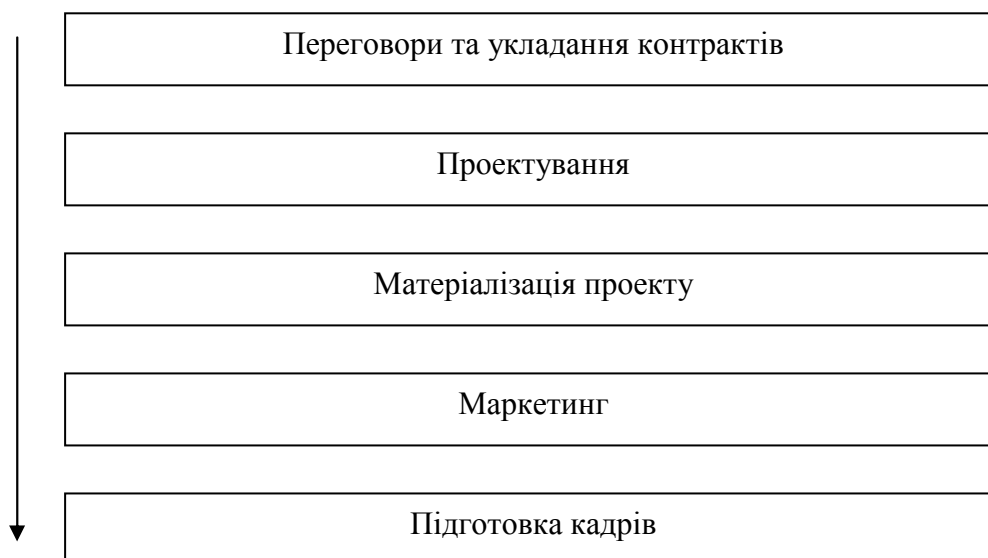 Переговори та укладання контрактів
Проектування
Матеріалізація проекту
Маркетинг
Підготовка кадрів